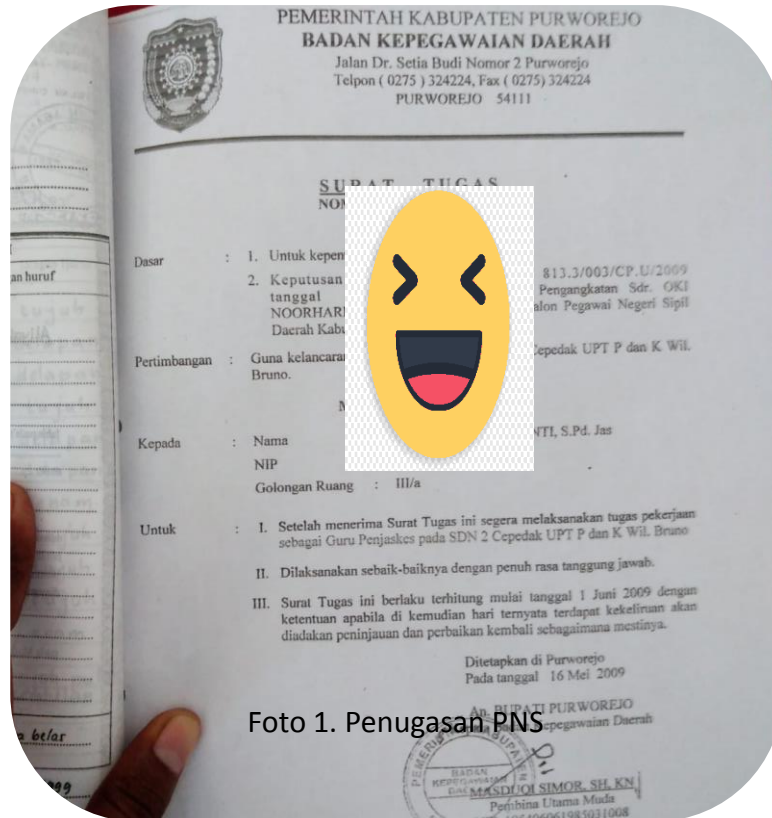 PEMERINTAH KABUPATEN PURWOREJO
BADAN KEPEGAWAIAN DAERAH
Jalan Dr. Setia Budi Nomor 2 Purworejo
Telpon ( 0275 ) 324224, Fax ( 0275) 324224
PURWOREJO 54111
SURAT TUGAS
Dasar : 1. Untuk
2. Keputusan 813.3/003/CP.U/2009
tanggal Pengangkatan Sdr. OKI
Pegawai Negeri Sipil
Daerah
Pertimbangan : Guna kelancaran Cepedak UPT P dan K Wil.
Bruno.
Kepada : Nama S.Pd. Jas
NIP
Golongan Ruang : III/a
Untuk : I. Setelah menerima Surat Tugas ini segera melaksanakan tugas pekerjaan
sebagai Guru Penjaskes pada SDN 2 Cepedak UPT P dan K Wil. Bruno
II. Dilaksanakan sebaik-baiknya dengan penuh rasa tanggung jawab.
III. Surat Tugas ini berlaku terhitung mulai tanggal 1 Juni 2009 dengan
ketentuan apabila di kemudian hari ternyata terdapat kekeliruan akan
diadakan peninjauan dan perbaikan kembali sebagaimana mestinya.
Ditetapkan di Purworejo
Pada tanggal 16 Mei 2009
An. BUPATI PURWOREJO
Kepegawaian Daerah
Foto 1. Penugasan PNS
BADAN
KEPEGAWAIAN
MASDUQI SIMOR, SH, KN
Pembina Utama Muda
an huruf